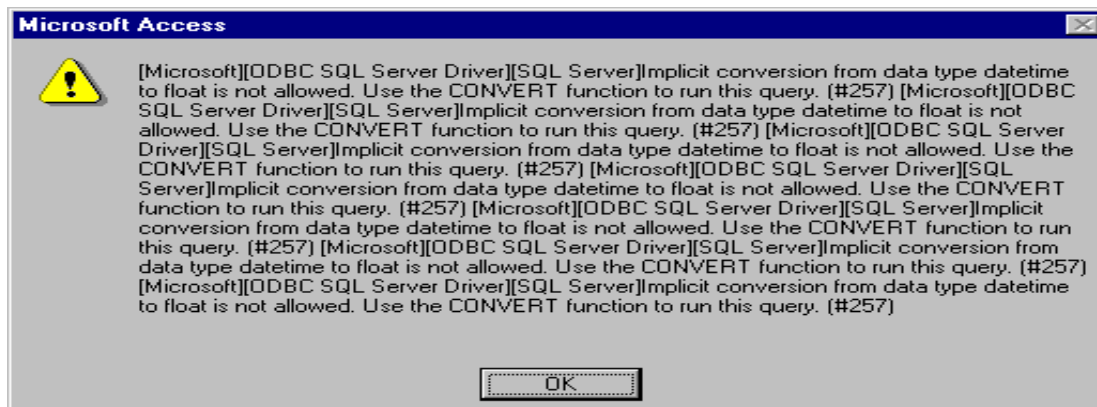 Microsoft Access
[Microsoft][ODBC SQL Server Driver][SQL Server]Implicit conversion from data type datetime
to float is not allowed. Use the CONVERT function to run this query. (#257) [Microsoft][ODBC
SQL Server Driver][SQL Server]Implicit conversion from data type datetime to float is not
allowed. Use the CONVERT function to run this query. (#257) [Microsoft][ODBC SQL Server
Driver][SQL Server]Implicit conversion from data type datetime to float is not allowed. Use the
CONVERT function to run this query. (#257) [Microsoft][ODBC SQL Server Driver][SQL
Server]Implicit conversion from data type datetime to float is not allowed. Use the CONVERT
function to run this query. (#257) [Microsoft][ODBC SQL Server Driver][SQL Server]Implicit
conversion from data type datetime to float is not allowed. Use the CONVERT function to run
this query. (#257) [Microsoft][ODBC SQL Server Driver][SQL Server]Implicit conversion from
data type datetime to float is not allowed. Use the CONVERT function to run this query. (#257)
[Microsoft][ODBC SQL Server Driver][SQL Server]Implicit conversion from data type datetime
to float is not allowed. Use the CONVERT function to run this query. (#257)
OK